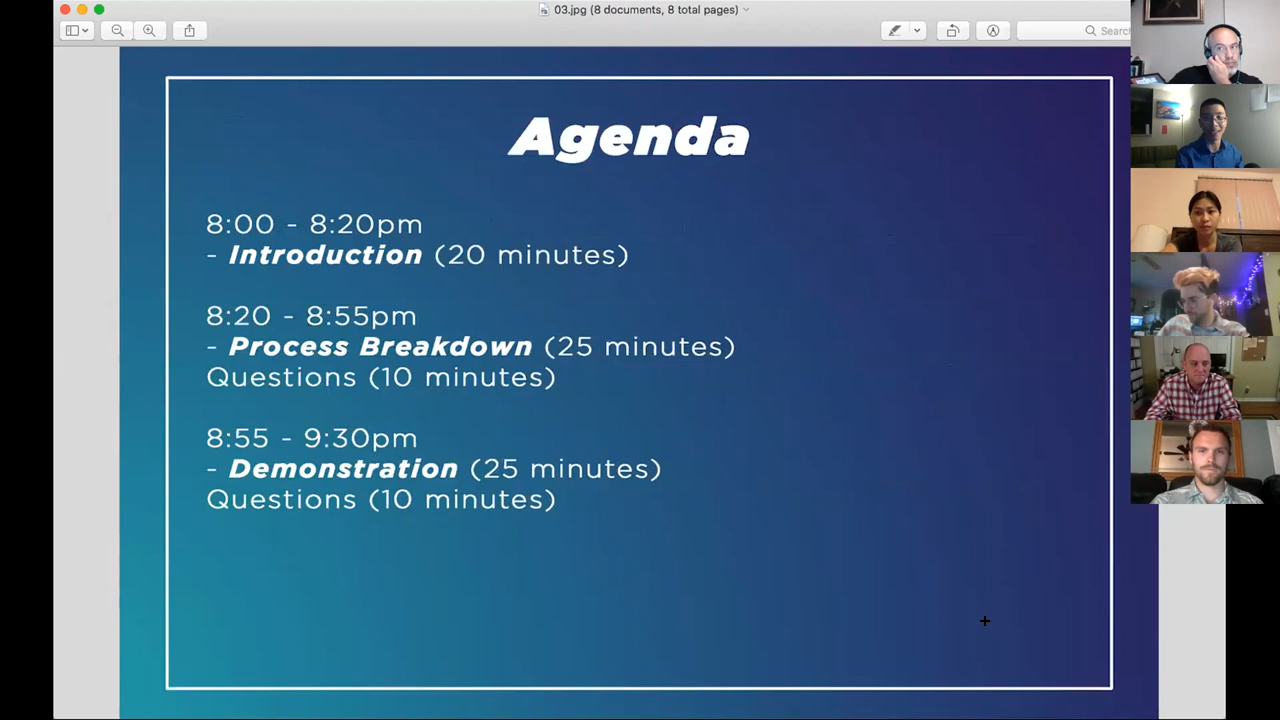 03.jpg (8 documents, 8 total pages)
Search
Agenda
8:00 - 8:20pm
- Introduction (20 minutes)
8:20 - 8:55pm
- Process Breakdown (25 minutes)
Questions (10 minutes)
8:55 - 9:30pm
- Demonstration (25 minutes)
Questions (10 minutes)